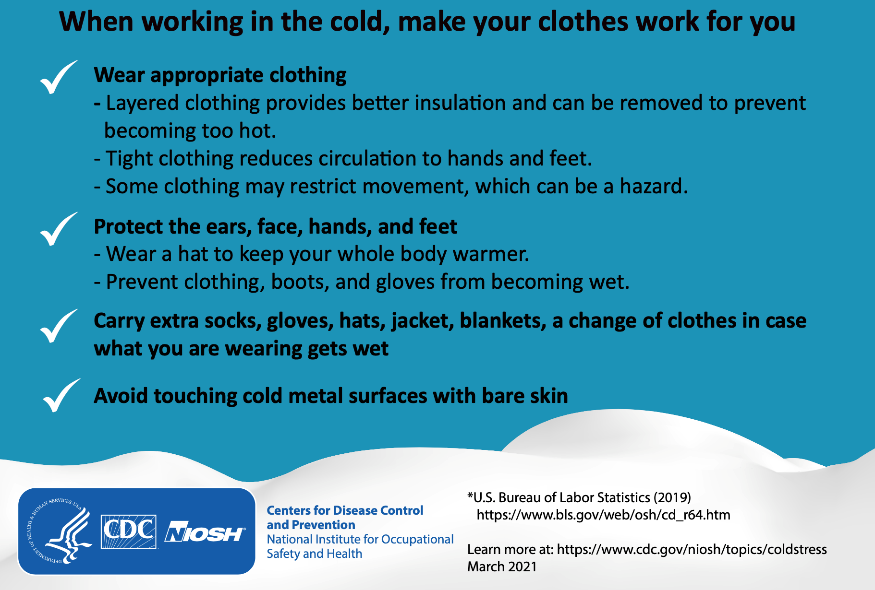 When working in the cold, make your clothes work for you
Wear appropriate clothing
- Layered clothing provides better insulation and can be removed to prevent
becoming too hot.
- Tight clothing reduces circulation to hands and feet.
- Some clothing may restrict movement, which can be a hazard.
Protect the ears, face, hands, and feet
- Wear a hat to keep your whole body warmer.
- Prevent clothing, boots, and gloves from becoming wet.
Carry extra socks, gloves, hats, jacket, blankets, a change of clothes in case
what you are wearing gets wet
Avoid touching cold metal surfaces with bare skin
DEPARTMENT OF HEALTH & HUMAN SERVICES • USA
CDC
NIOSH
Centers for Disease Control
and Prevention
National Institute for Occupational
Safety and Health
*U.S. Bureau of Labor Statistics (2019)
https://www.bls.gov/web/osh/cd_r64.htm
Learn more at: https://www.cdc.gov/niosh/topics/coldstress
March 2021